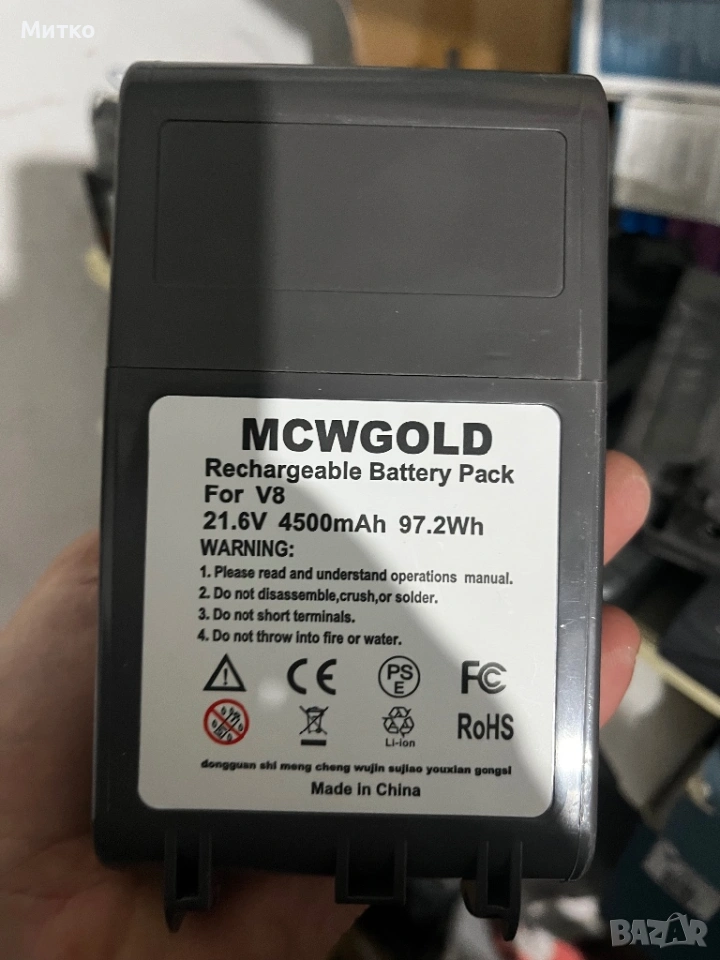 Митко
MCWGOLD
Rechargeable Battery Pack
For V8
21.6V 4500mAh 97.2Wh
WARNING:
1. Please read and understand operations manual.
2. Do not disassemble,crush,or solder.
3. Do not short terminals.
4. Do not throw into fire or water.
CE PS E FC
Li-ion RoHS
dongguan shi meng cheng wujin sujiao youxian gongsi
Made in China
BAZAR